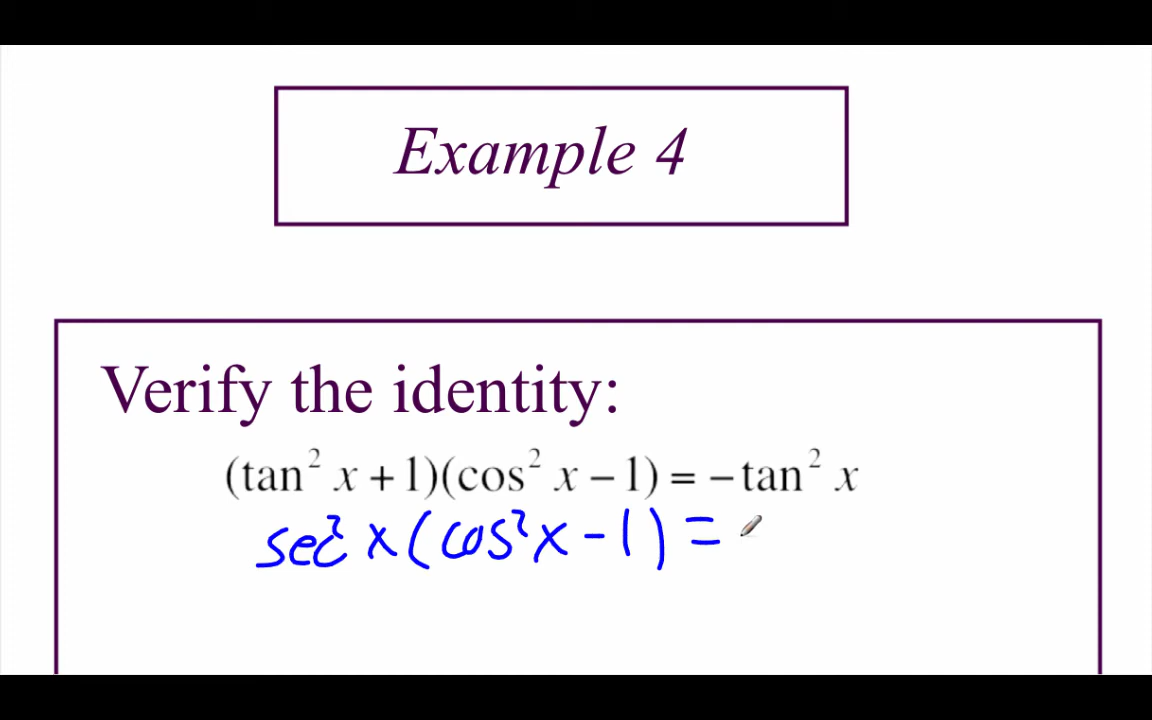 Example 4
Verify the identity:
(tan² x + 1)(cos² x − 1) = −tan² x
sec² x (cos² x − 1) =